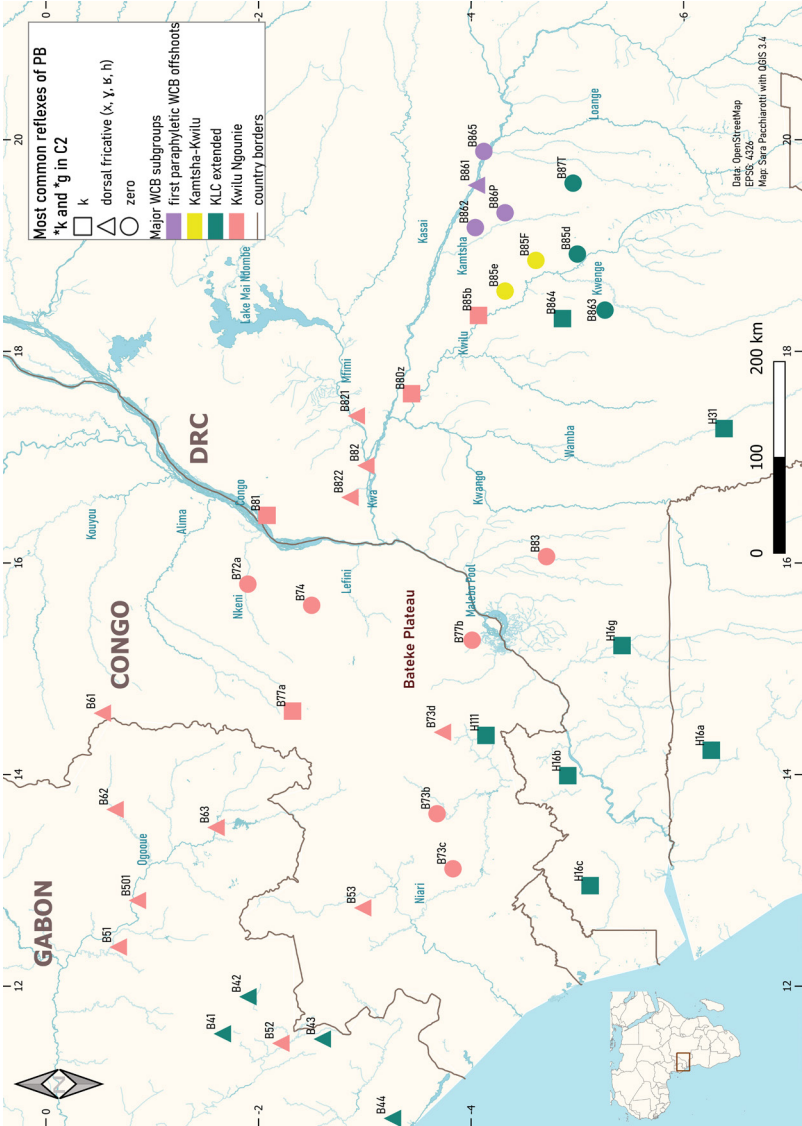 12
14
16
18
20
0
N
GABON
CONGO
DRC
B51
B501
B62
B61
Ogooue
Kouyou
Alima
Most common reflexes of PB
*k and *g in C2
k
dorsal fricative (x, ɣ, ʁ, h)
zero
Major WCB subgroups
first paraphyletic WCB offshoots
Kamtsha-Kwilu
KLC extended
Kwilu Ngounie
country borders
0
B41
B42
B63
Nkeni
B72a
Congo
B81
Lake Mai Ndombe
-2
B52
B43
B77a
B74
Lefini
-2
B53
B822
B82
B821
Mfimi
Kwa
B44
Niari
B73c
B73b
B73d
Bateke Plateau
B80z
Kasai
-4
H111
B77b
Malebo Pool
Kwango
Kwilu
B85b
Kamtsha
B862
B861
B865
-4
B85e
B86P
H16b
B83
Wamba
B864
B85F
H16c
H16g
B863
Kwenge
B85d
B87T
Loange
H16a
H31
-6
0
100
200 km
Data: OpenStreetMap
EPSG: 4326
Map: Sara Pacchiarotti with QGIS 3.4